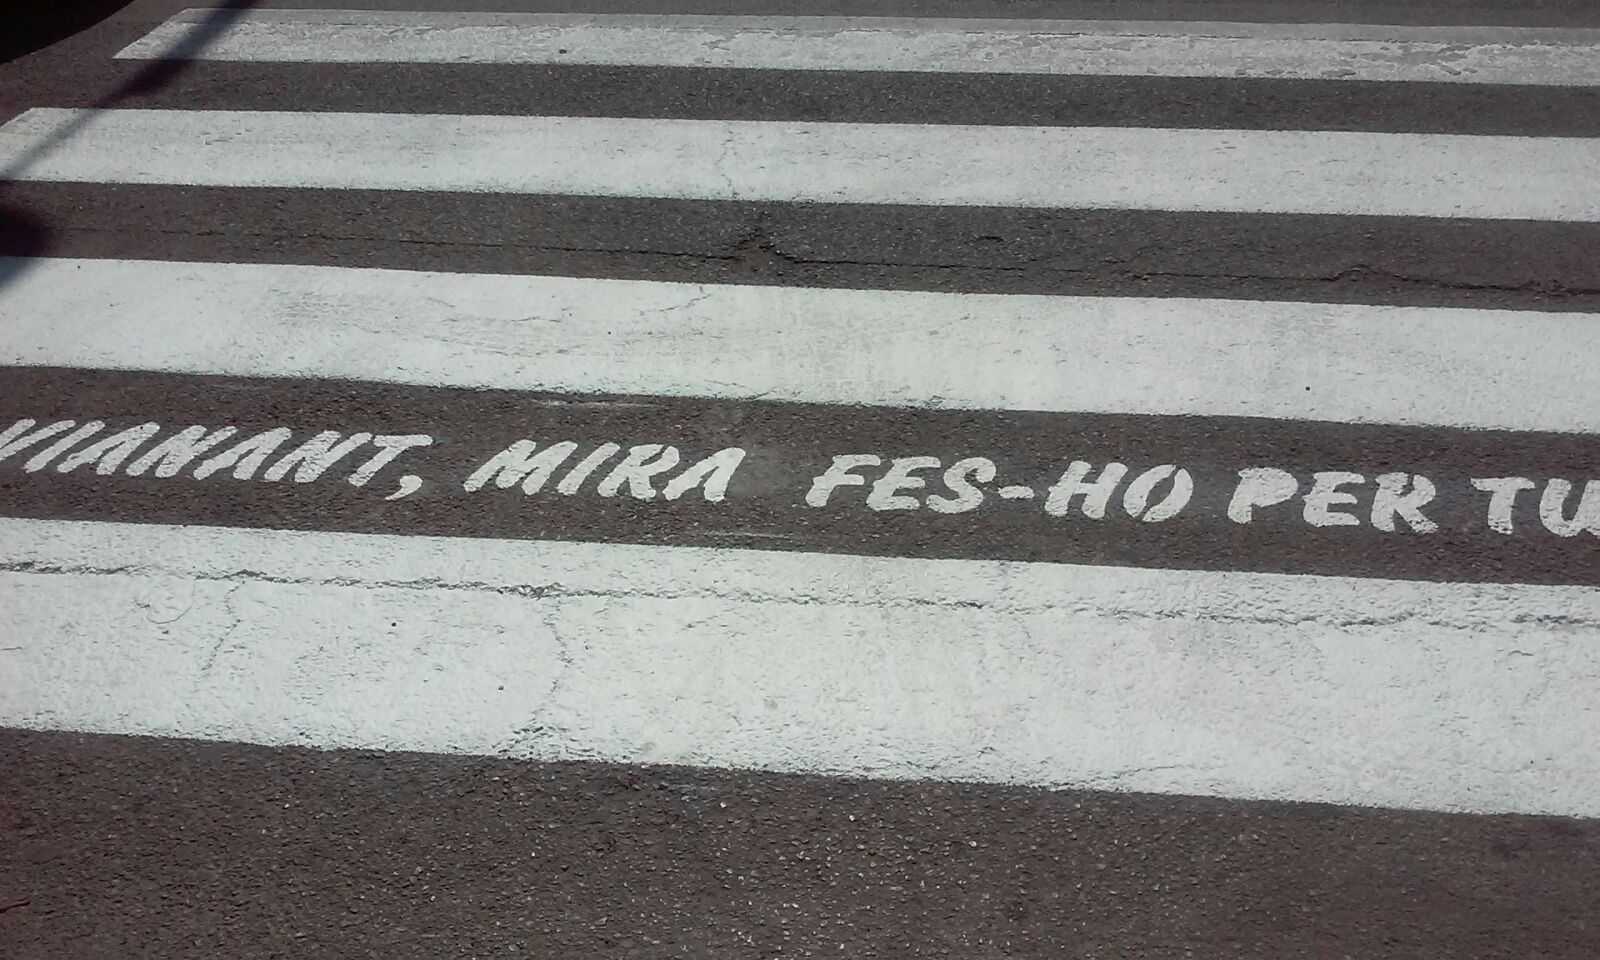 VIANANT, MIRA FES-HO PER TU